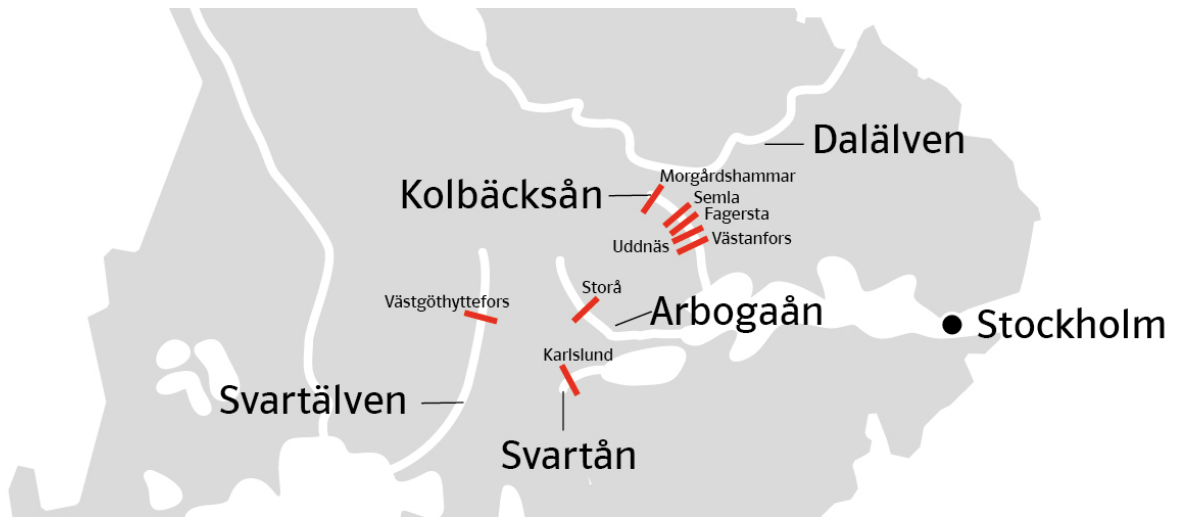 Dalälven
Morgårdshammar
Kolbäcksån
Semla
Fagersta
Västanfors
Uddnäs
Storå
Västgöthyttefors
Arbogaån
Stockholm
Karlslund
Svartälven
Svartån